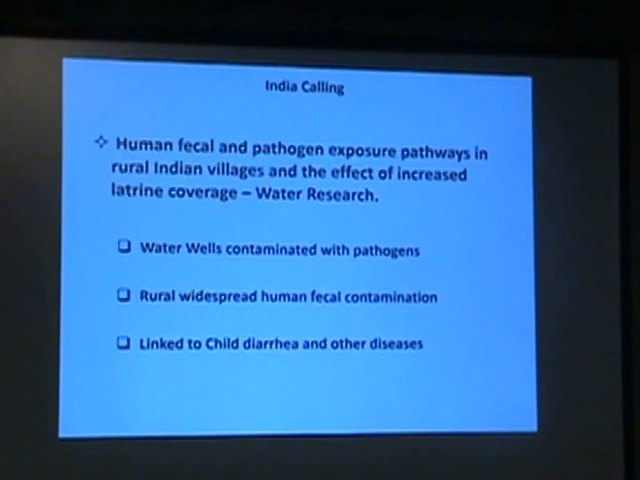 India Calling
✧ Human fecal and pathogen exposure pathways in
rural Indian villages and the effect of increased
latrine coverage – Water Research.
❑ Water Wells contaminated with pathogens
❑ Rural widespread human fecal contamination
❑ Linked to Child diarrhea and other diseases